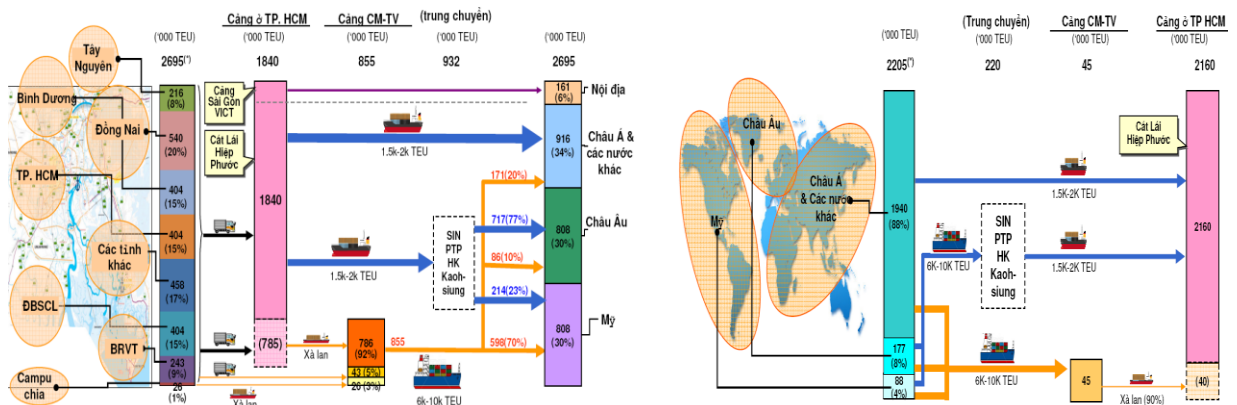 Cảng ở TP. HCM
Cảng CM-TV
(trung chuyển)
('000 TEU)
('000 TEU)
('000 TEU)
('000 TEU)
('000 TEU)
2695(*)
1840
855
932
2695
Tây
Nguyên
Bình Dương
Đồng Nai
TP. HCM
Các tỉnh
khác
ĐBSCL
BRVT
Campu
chia
216
(8%)
540
(20%)
404
(15%)
404
(15%)
458
(17%)
404
(15%)
243
(9%)
26
(1%)
Cảng
Sài Gòn
VICT
Cát Lái
Hiệp
Phước
1840
(785)
Xà lan
Xà lan
1.5k-2k TEU
1.5k-2k TEU
786
(92%)
43 (5%)
26 (3%)
855
6k-10k TEU
SIN
PTP
HK
Kaoh-
siung
171(20%)
717(77%)
86(10%)
214(23%)
598(70%)
161
(6%)
916
(34%)
808
(30%)
808
(30%)
Nội địa
Châu Á &
các nước
khác
Châu Âu
Mỹ
(Trung chuyển)
Cảng CM-TV
Cảng ở TP HCM
('000 TEU)
('000 TEU)
('000 TEU)
('000 TEU)
2205(*)
220
45
2160
Châu Âu
Châu Á
& Các nước
khác
Mỹ
1940
(88%)
177
(8%)
88
(4%)
6K-10K TEU
SIN
PTP
HK
Kaoh-
siung
1.5K-2K TEU
1.5K-2K TEU
6K-10K TEU
45
Xà lan (90%)
Cát Lái
Hiệp Phước
2160
(40)